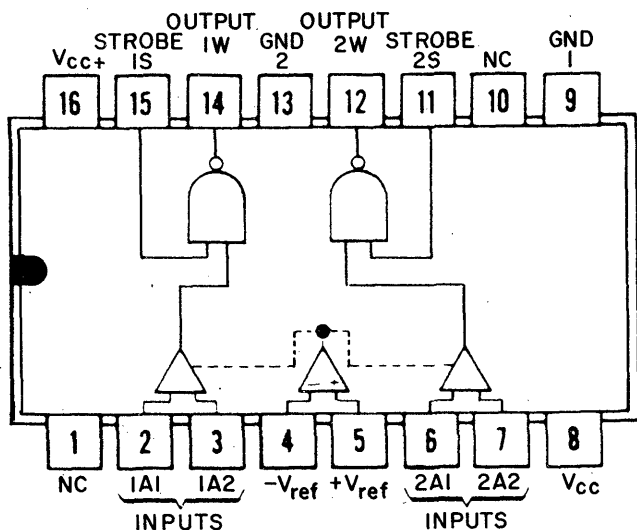 OUTPUT OUTPUT
STROBE 1W GND 2W STROBE GND
Vcc+ 1S 2 2S NC 1
16 15 14 13 12 11 10 9
- +
1 2 3 4 5 6 7 8
NC 1A1 1A2 -Vref +Vref 2A1 2A2 Vcc
INPUTS INPUTS